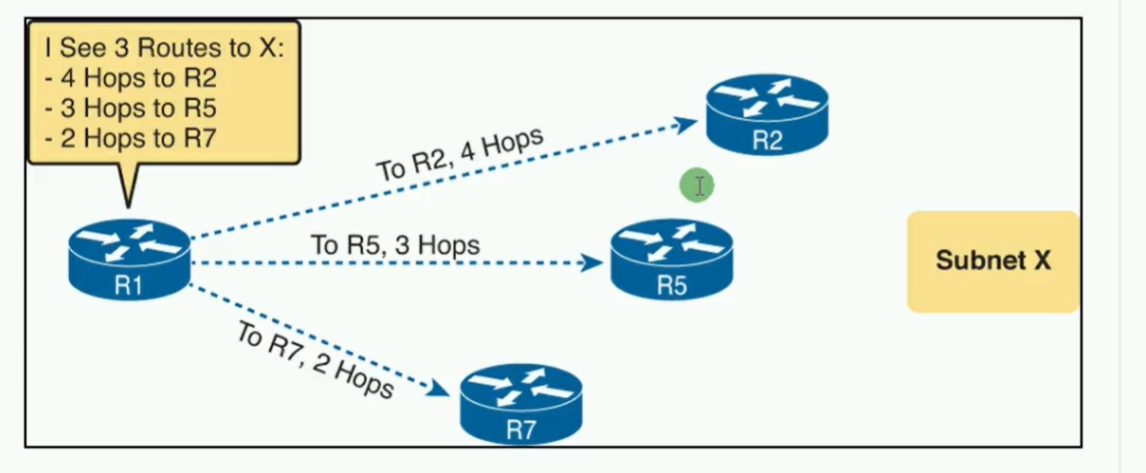 I See 3 Routes to X:
- 4 Hops to R2
- 3 Hops to R5
- 2 Hops to R7
To R2, 4 Hops
R2
To R5, 3 Hops
R1
R5
Subnet X
To R7, 2 Hops
R7